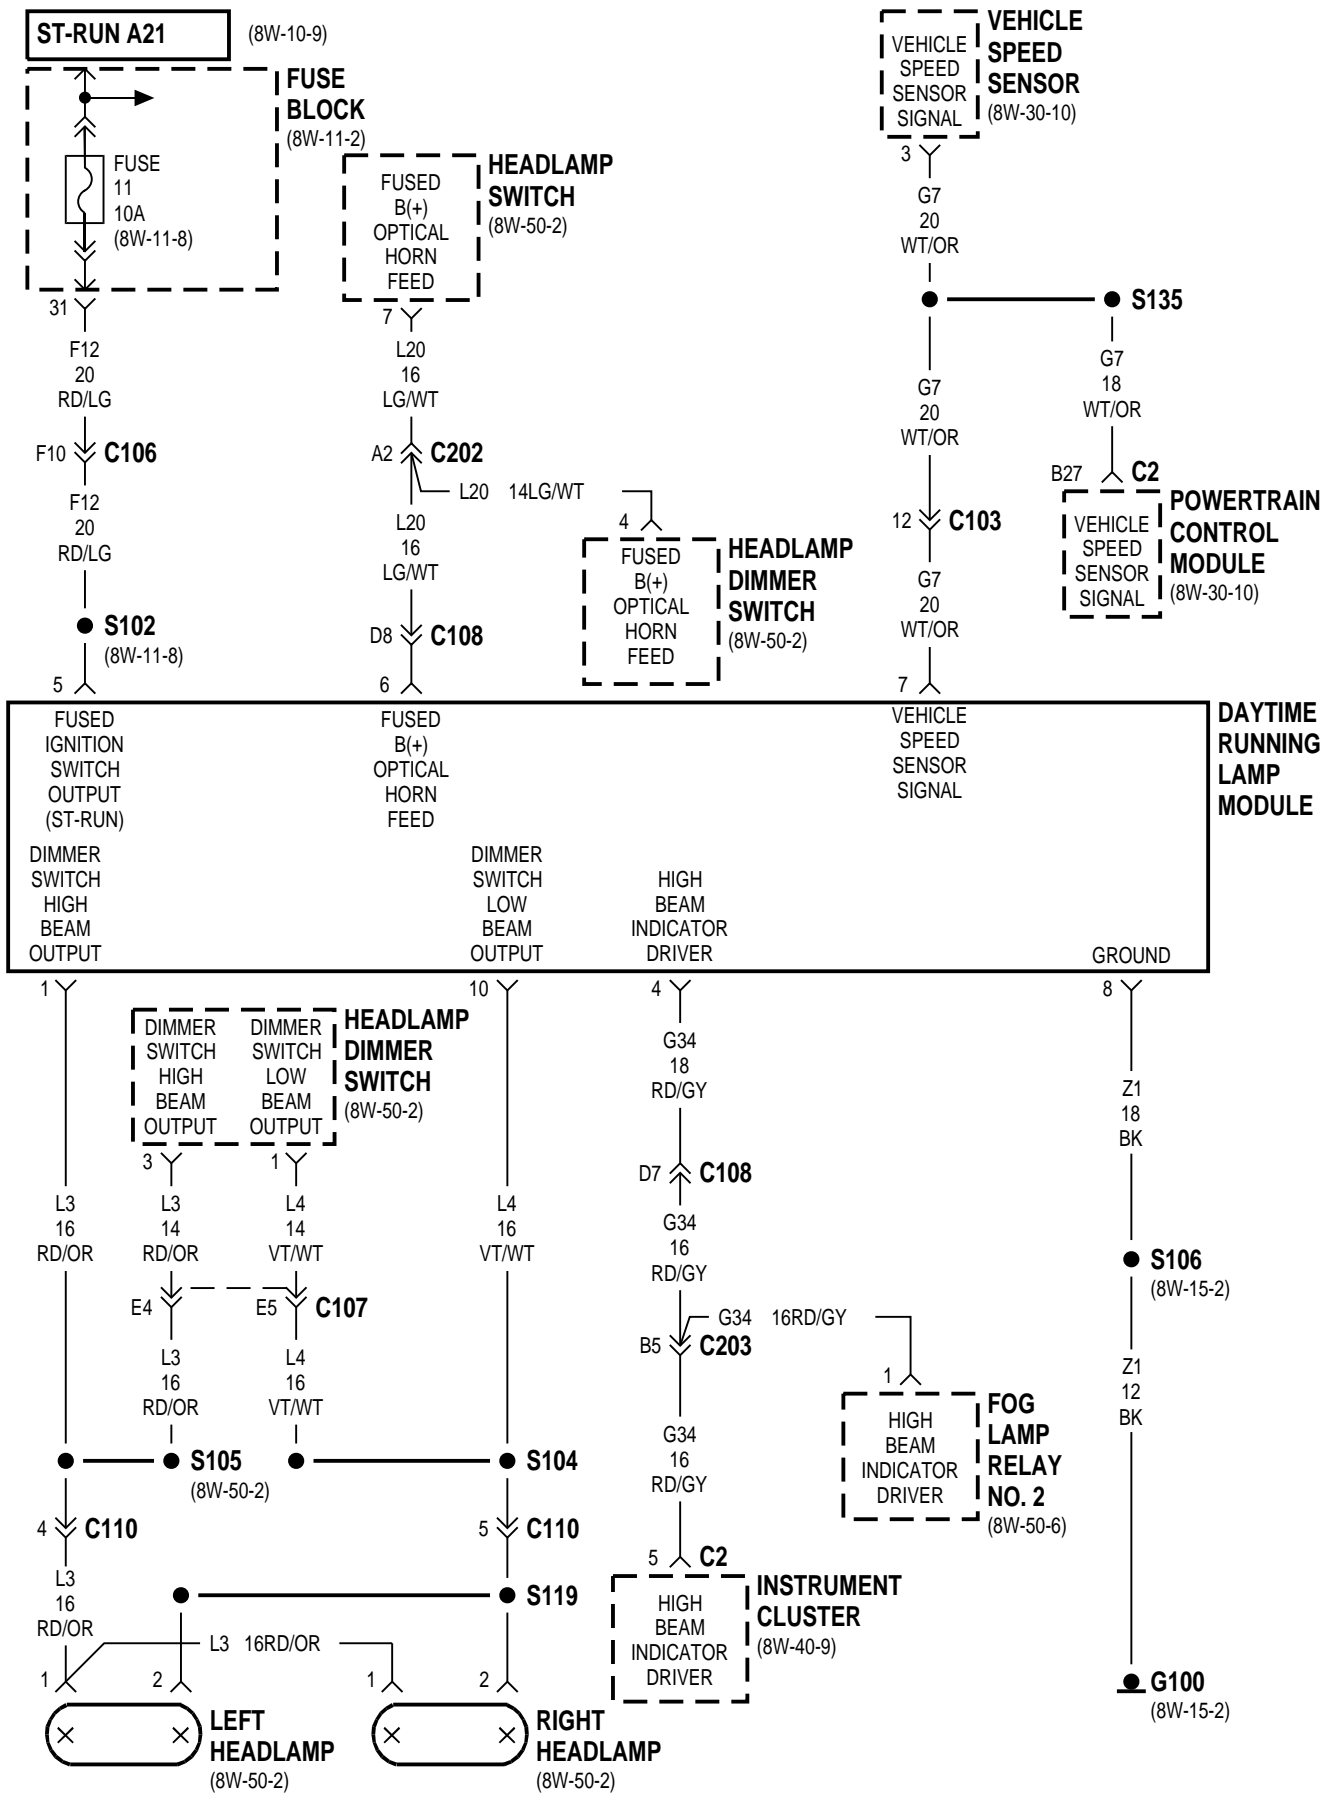 ST-RUN A21
(8W-10-9)
FUSE
BLOCK
(8W-11-2)
FUSE
11
10A
(8W-11-8)
31
F12
20
RD/LG
F10
C106
F12
20
RD/LG
S102
(8W-11-8)
5
FUSED
B(+)
OPTICAL
HORN
FEED
HEADLAMP
SWITCH
(8W-50-2)
7
L20
16
LG/WT
A2
C202
L20 14LG/WT
L20
16
LG/WT
D8
C108
6
4
FUSED
B(+)
OPTICAL
HORN
FEED
HEADLAMP
DIMMER
SWITCH
(8W-50-2)
VEHICLE
SPEED
SENSOR
SIGNAL
VEHICLE
SPEED
SENSOR
(8W-30-10)
3
G7
20
WT/OR
S135
G7
20
WT/OR
G7
18
WT/OR
B27
C2
12
C103
VEHICLE
SPEED
SENSOR
SIGNAL
POWERTRAIN
CONTROL
MODULE
(8W-30-10)
G7
20
WT/OR
7
FUSED
IGNITION
SWITCH
OUTPUT
(ST-RUN)
FUSED
B(+)
OPTICAL
HORN
FEED
VEHICLE
SPEED
SENSOR
SIGNAL
DAYTIME
RUNNING
LAMP
MODULE
DIMMER
SWITCH
HIGH
BEAM
OUTPUT
DIMMER
SWITCH
LOW
BEAM
OUTPUT
HIGH
BEAM
INDICATOR
DRIVER
GROUND
1
10
4
8
DIMMER
SWITCH
HIGH
BEAM
OUTPUT
DIMMER
SWITCH
LOW
BEAM
OUTPUT
HEADLAMP
DIMMER
SWITCH
(8W-50-2)
3
1
L3
16
RD/OR
L3
14
RD/OR
L4
14
VT/WT
L4
16
VT/WT
E4
E5
C107
L3
16
RD/OR
L4
16
VT/WT
S105
(8W-50-2)
S104
4
C110
5
C110
L3
16
RD/OR
S119
L3 16RD/OR
1
2
1
2
LEFT
HEADLAMP
(8W-50-2)
RIGHT
HEADLAMP
(8W-50-2)
G34
18
RD/GY
D7
C108
G34
16
RD/GY
G34 16RD/GY
B5
C203
1
HIGH
BEAM
INDICATOR
DRIVER
FOG
LAMP
RELAY
NO. 2
(8W-50-6)
G34
16
RD/GY
5
C2
HIGH
BEAM
INDICATOR
DRIVER
INSTRUMENT
CLUSTER
(8W-40-9)
Z1
18
BK
S106
(8W-15-2)
Z1
12
BK
G100
(8W-15-2)